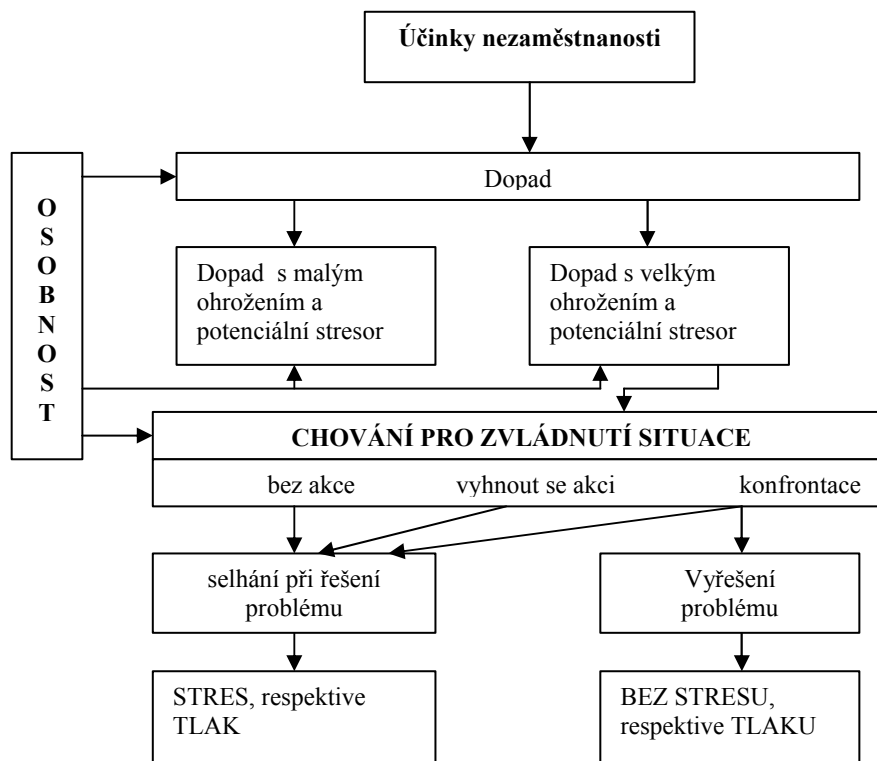 Účinky nezaměstnanosti
Dopad
OSOBNOST
Dopad s malým
ohrožením a
potenciální stresor
Dopad s velkým
ohrožením a
potenciální stresor
CHOVÁNÍ PRO ZVLÁDNUTÍ SITUACE
bez akce vyhnout se akci konfrontace
selhání při řešení
problému
Vyřešení
problému
STRES, respektive
TLAK
BEZ STRESU,
respektive TLAKU